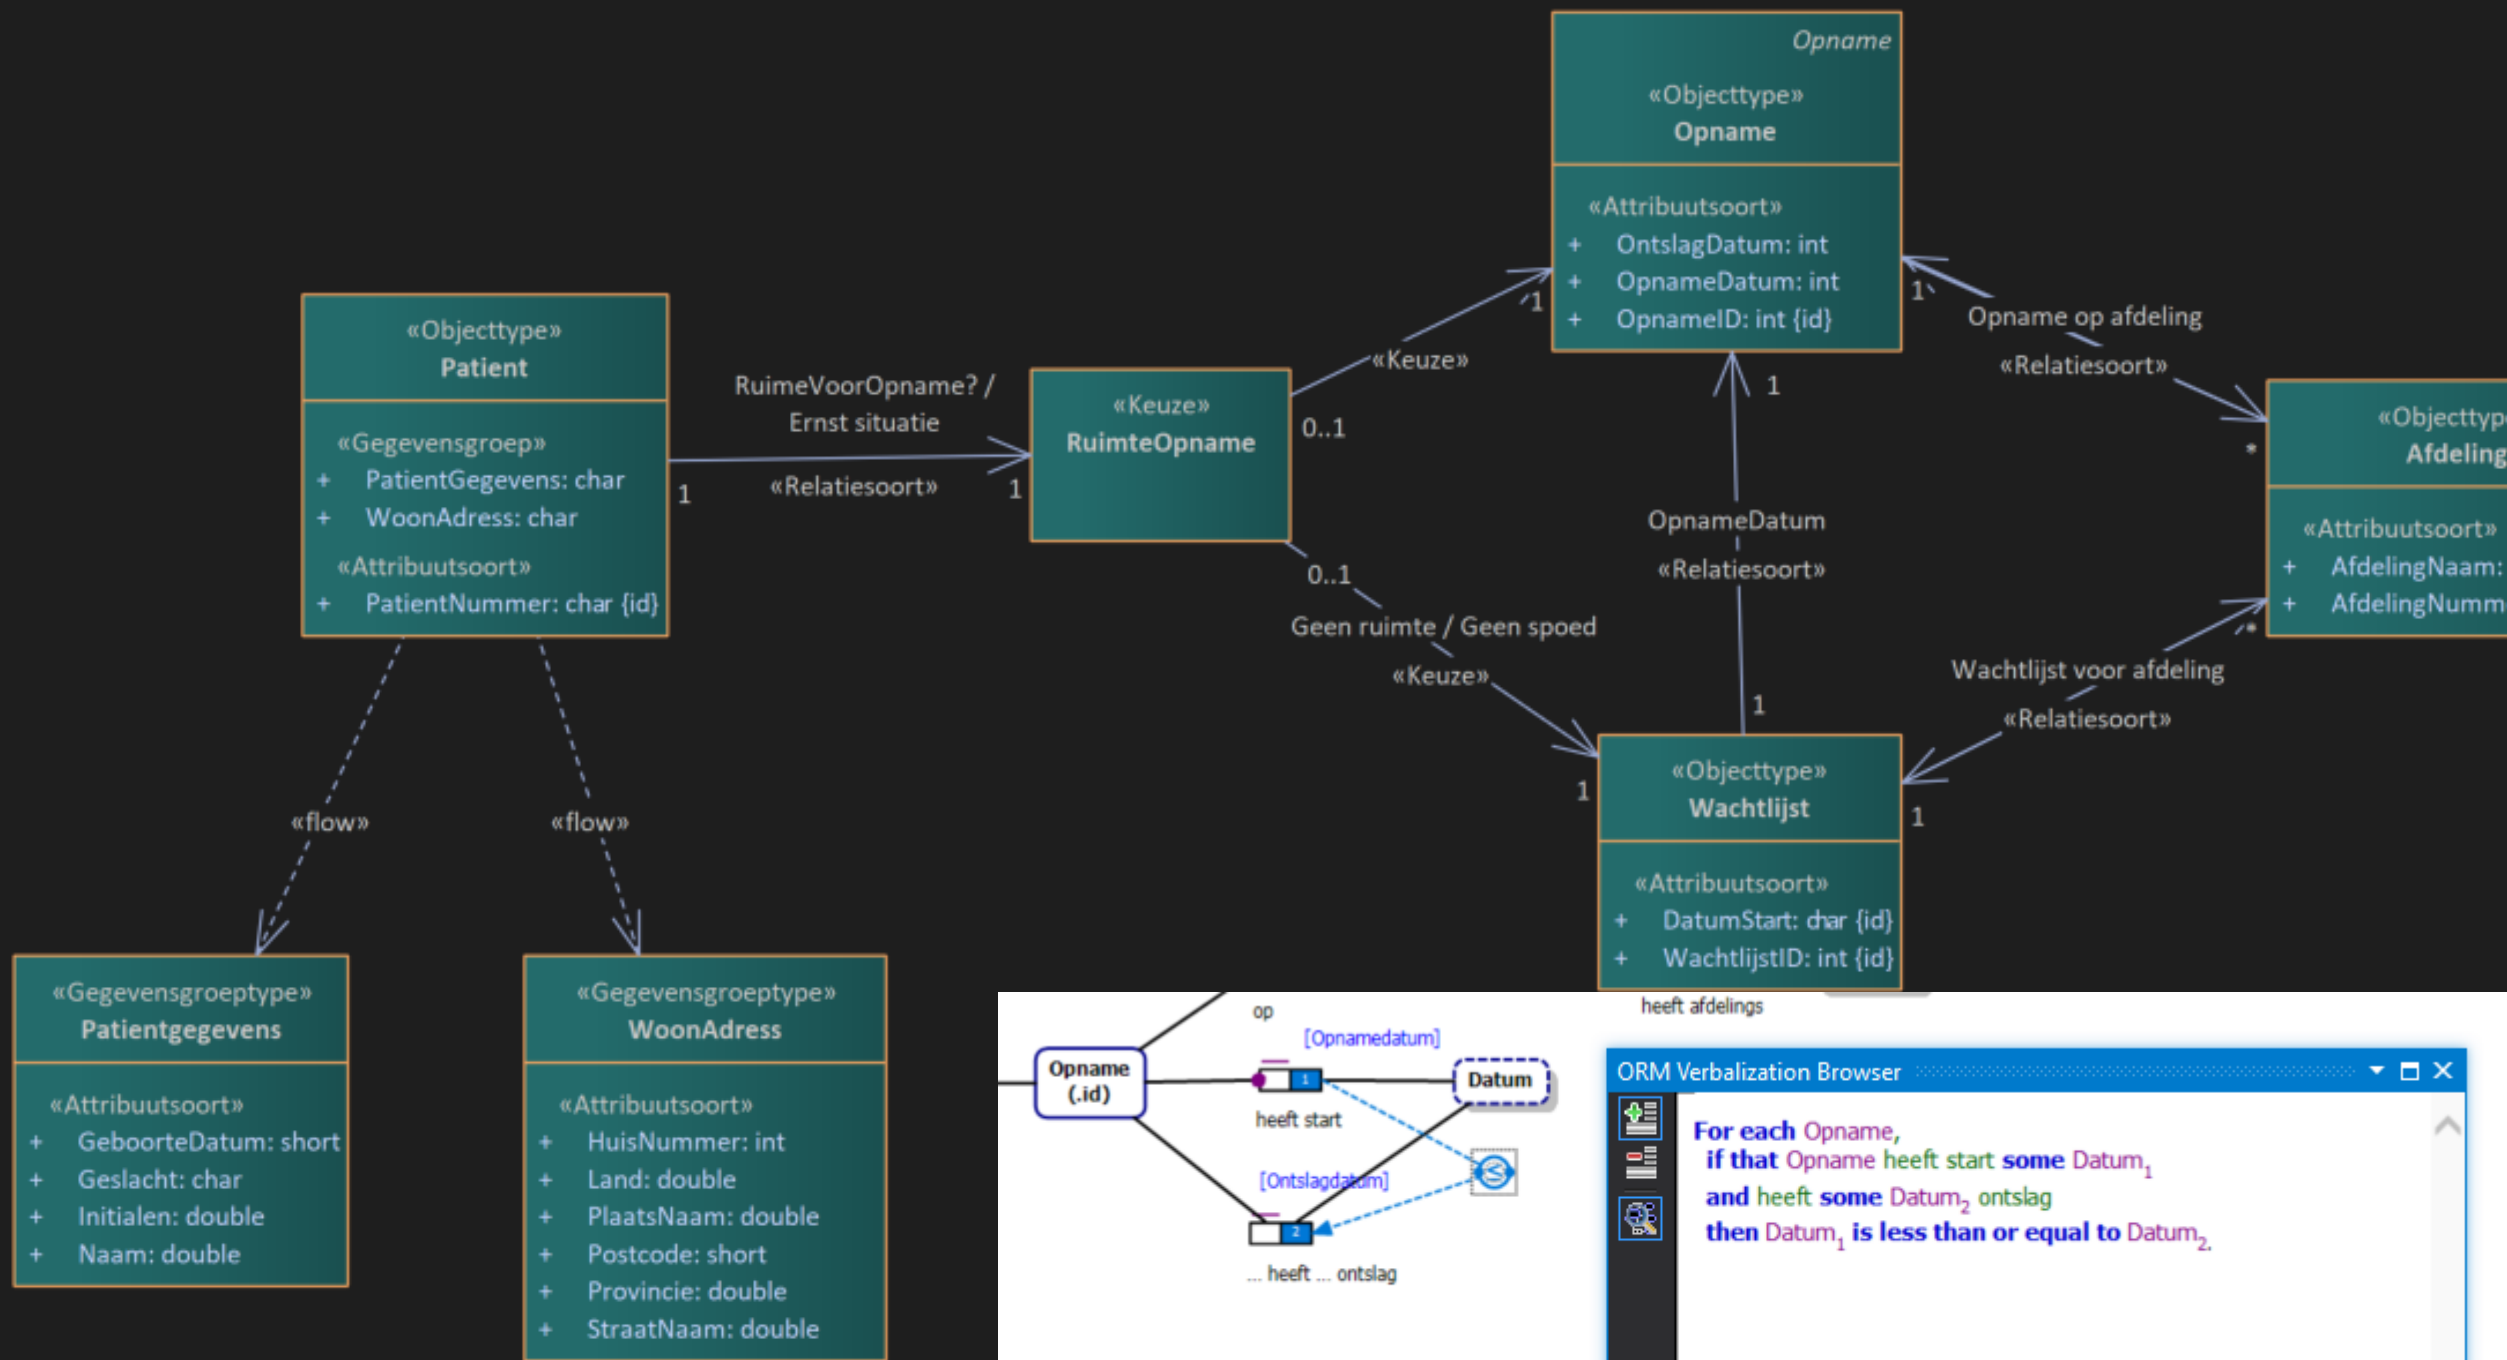 Opname
«Objecttype»
Opname
«Attribuutsoort»
+ OntslagDatum: int
+ OpnameDatum: int
+ OpnameID: int {id}
«Objecttype»
Patient
«Gegevensgroep»
+ PatientGegevens: char
+ WoonAdress: char
«Attribuutsoort»
+ PatientNummer: char {id}
RuimeVoorOpname? /
Ernst situatie
«Relatiesoort»
1
1
«Keuze»
RuimteOpname
0..1
«Keuze»
1
0..1
Geen ruimte / Geen spoed
«Keuze»
1
1
OpnameDatum
«Relatiesoort»
1
1
Opname op afdeling
«Relatiesoort»
*
«Objecttype
Afdeling
«Attribuutsoort»
+ AfdelingNaam:
+ AfdelingNumm
*
Wachtlijst voor afdeling
«Relatiesoort»
1
«Objecttype»
Wachtlijst
«Attribuutsoort»
+ DatumStart: char {id}
+ WachtlijstID: int {id}
«flow»
«flow»
«Gegevensgroeptype»
Patientgegevens
«Attribuutsoort»
+ GeboorteDatum: short
+ Geslacht: char
+ Initialen: double
+ Naam: double
«Gegevensgroeptype»
WoonAdress
«Attribuutsoort»
+ HuisNummer: int
+ Land: double
+ PlaatsNaam: double
+ Postcode: short
+ Provincie: double
+ StraatNaam: double
heeft afdelings
op
[Opnamedatum]
Opname
(.id)
1
Datum
heeft start
[Ontslagdatum]
≤
2
... heeft ... ontslag
ORM Verbalization Browser
For each Opname,
if that Opname heeft start some Datum1
and heeft some Datum2 ontslag
then Datum1 is less than or equal to Datum2.